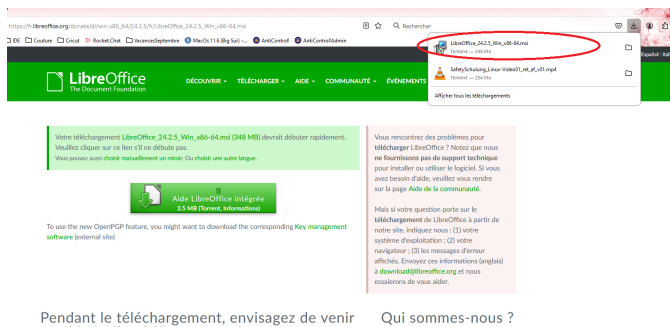 https://fr.libreoffice.org/donate/dl/win-x86_64/24.2.5/fr/LibreOffice_24.2.5_Win_x86-64.msi
Rechercher
IDE Couture Cricut Rocket.Chat VacancesSeptembre MacOs 11.6 (Big Sur) -... AntiControl! AntiControlAdmin
LibreOffice_24.2.5_Win_x86-64.msi
Terminé — 348 Mo
SafetySchulung_Linux-Video01_ret_af_v01.mp4
Terminé — 204 Mo
Afficher tous les téléchargements
Español
LibreOffice
The Document Foundation
DÉCOUVRIR TÉLÉCHARGER AIDE COMMUNAUTÉ ÉVÉNEMENTS
Votre téléchargement LibreOffice_24.2.5_Win_x86-64.msi (348 MB) devrait débuter rapidement.
Veuillez cliquer sur ce lien s'il ne débute pas.
Vous pouvez aussi choisir manuellement un miroir. Ou choisir une autre langue.
Aide LibreOffice intégrée
3.5 MB (Torrent, Informations)
To use the new OpenPGP feature, you might want to download the corresponding Key management
software (external site)
Vous rencontrez des problèmes pour
télécharger LibreOffice ? Notez que nous
ne fournissons pas de support technique
pour installer ou utiliser le logiciel. Si vous
avez besoin d'aide, veuillez vous rendre
sur la page Aide de la communauté.
Mais si votre question porte sur le
téléchargement de LibreOffice à partir de
notre site, indiquez nous : (1) votre
système d'exploitation ; (2) votre
navigateur ; (3) les messages d'erreur
affichés. Envoyez ces informations (anglais)
à download@libreoffice.org et nous
essaierons de vous aider.
Pendant le téléchargement, envisagez de venir
Qui sommes-nous ?